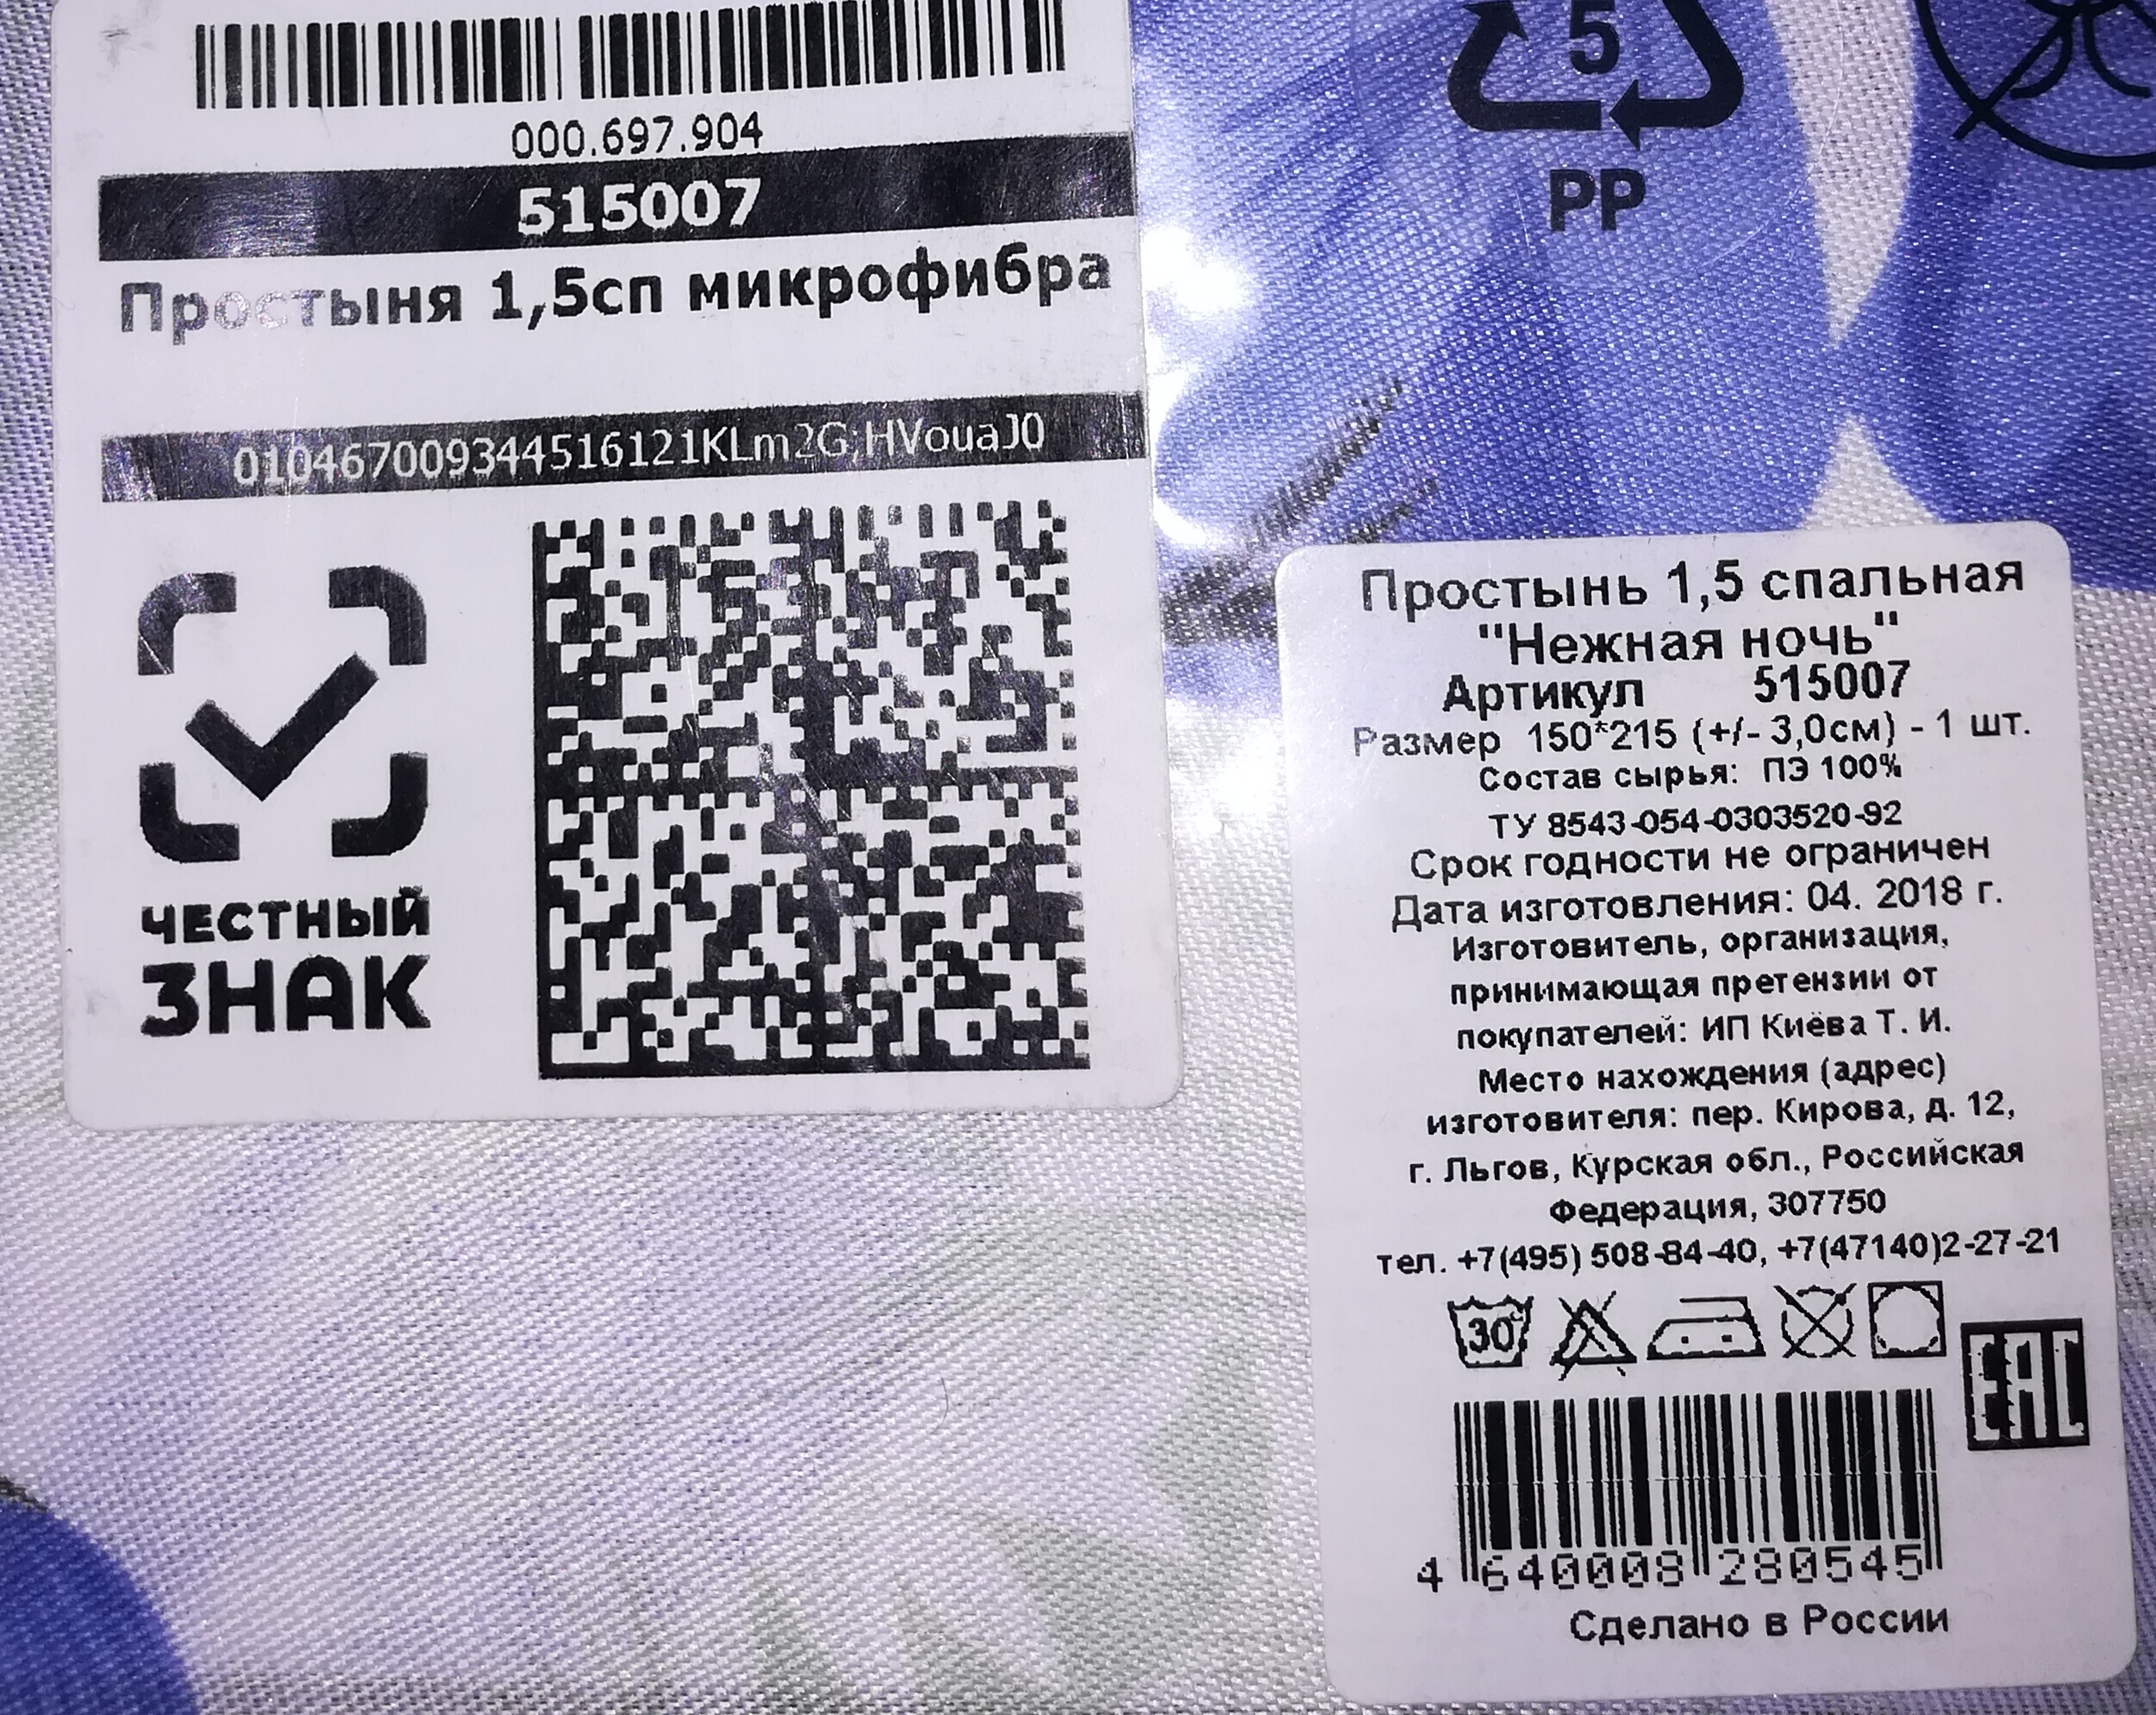 000.697.904
515007
Простыня 1,5сп микрофибра
010467009344516121KLm2G;HVouaJ0
ЧЕСТНЫЙ
ЗНАК
5
PP
Простынь 1,5 спальная
"Нежная ночь"
Артикул 515007
Размер 150*215 (+/- 3,0см) - 1 шт.
Состав сырья: ПЭ 100%
ТУ 8543-054-0303520-92
Срок годности не ограничен
Дата изготовления: 04. 2018 г.
Изготовитель, организация,
принимающая претензии от
покупателей: ИП Киёва Т. И.
Место нахождения (адрес)
изготовителя: пер. Кирова, д. 12,
г. Льгов, Курская обл., Российская
Федерация, 307750
тел. +7(495) 508-84-40, +7(47140)2-27-21
30°
EAC
4 640008 280545
Сделано в России